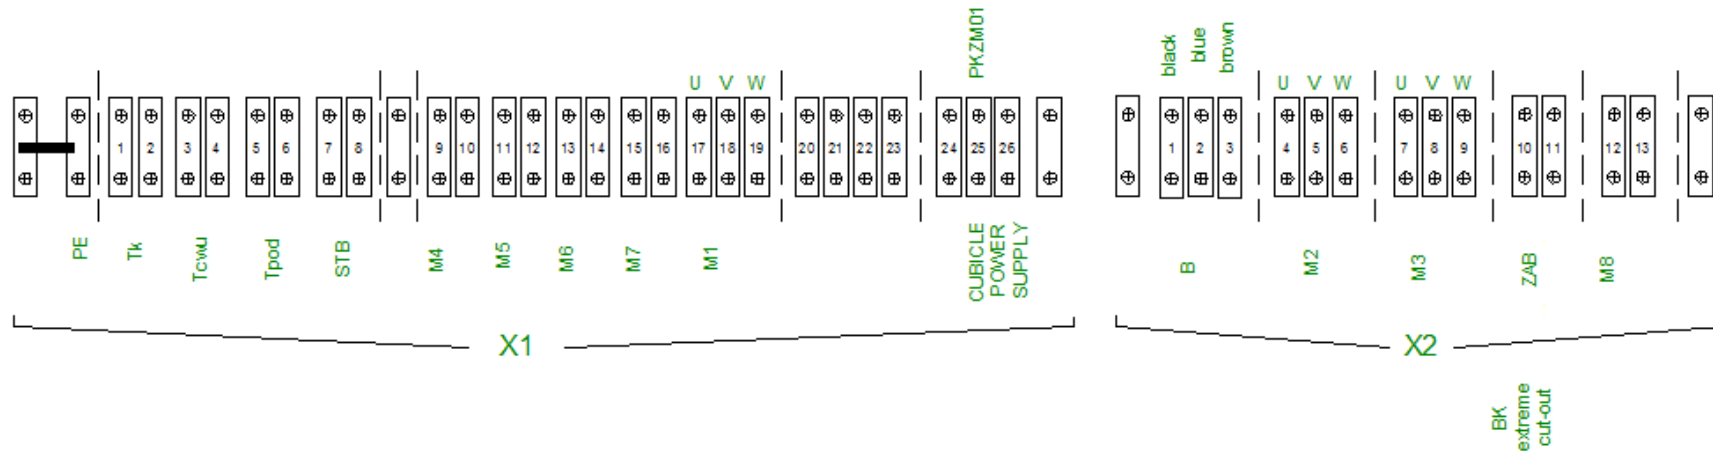 PKZM01
black
blue
brown
U V W
U V W
U V W
1 2 3 4 5 6 7 8 9 10 11 12 13 14 15 16 17 18 19 20 21 22 23 24 25 26
1 2 3 4 5 6 7 8 9 10 11 12 13
PE
Tk
Tcwu
Tpod
STB
M4
M5
M6
M7
M1
CUBICLE
POWER
SUPPLY
B
M2
M3
ZAB
M8
X1
X2
BK
extreme
cut-out